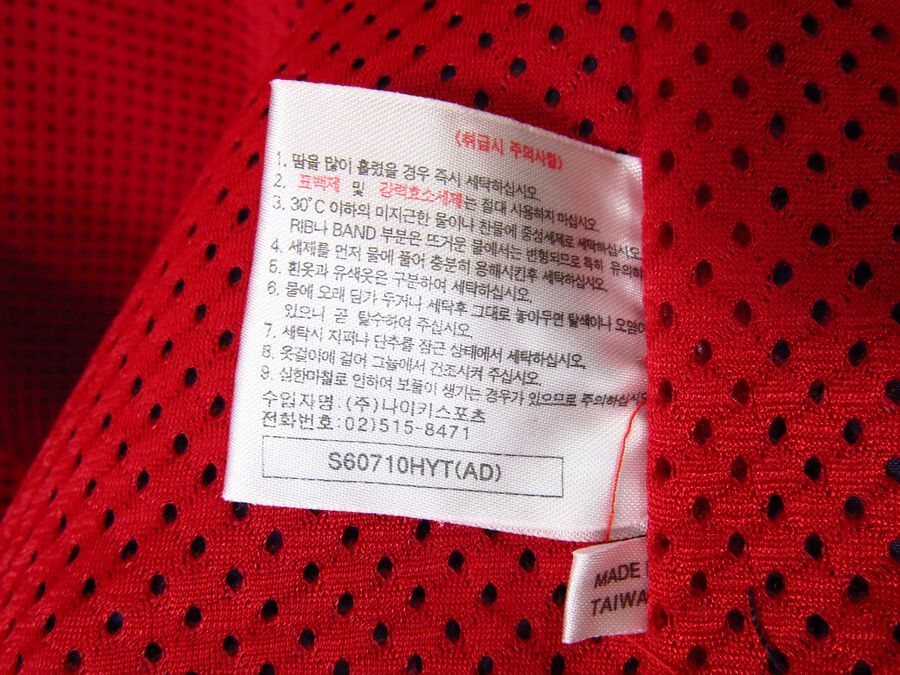 〈취급시 주의사항〉
1. 땀을 많이 흘렸을 경우 즉시 세탁하십시오.
2. 표백제 및 강력효소세제는 절대 사용하지 마십시오.
3. 30°C 이하의 미지근한 물이나 찬물에 중성세제로 세탁하십시오.
RIB나 BAND 부분은 뜨거운 물에서는 변형되므로 특히 유의하
4. 세제를 먼저 물에 풀어 충분히 용해시킨후 세탁하십시오.
5. 흰옷과 유색옷은 구분하여 세탁하십시오.
6. 물에 오래 담가 두거나 세탁후 그대로 놓아두면 탈색이나 오염이
있으니 곧 탈수하여 주십시오.
7. 세탁시 지퍼나 단추를 잠근 상태에서 세탁하십시오.
8. 옷걸이에 걸어 그늘에서 건조시켜 주십시오.
9. 심한마찰로 인하여 보풀이 생기는 경우가 있으므로 주의하십시오
수입자명:(주)나이키스포츠
전화번호:02)515-8471
S60710HYT(AD)
MADE
TAIWA